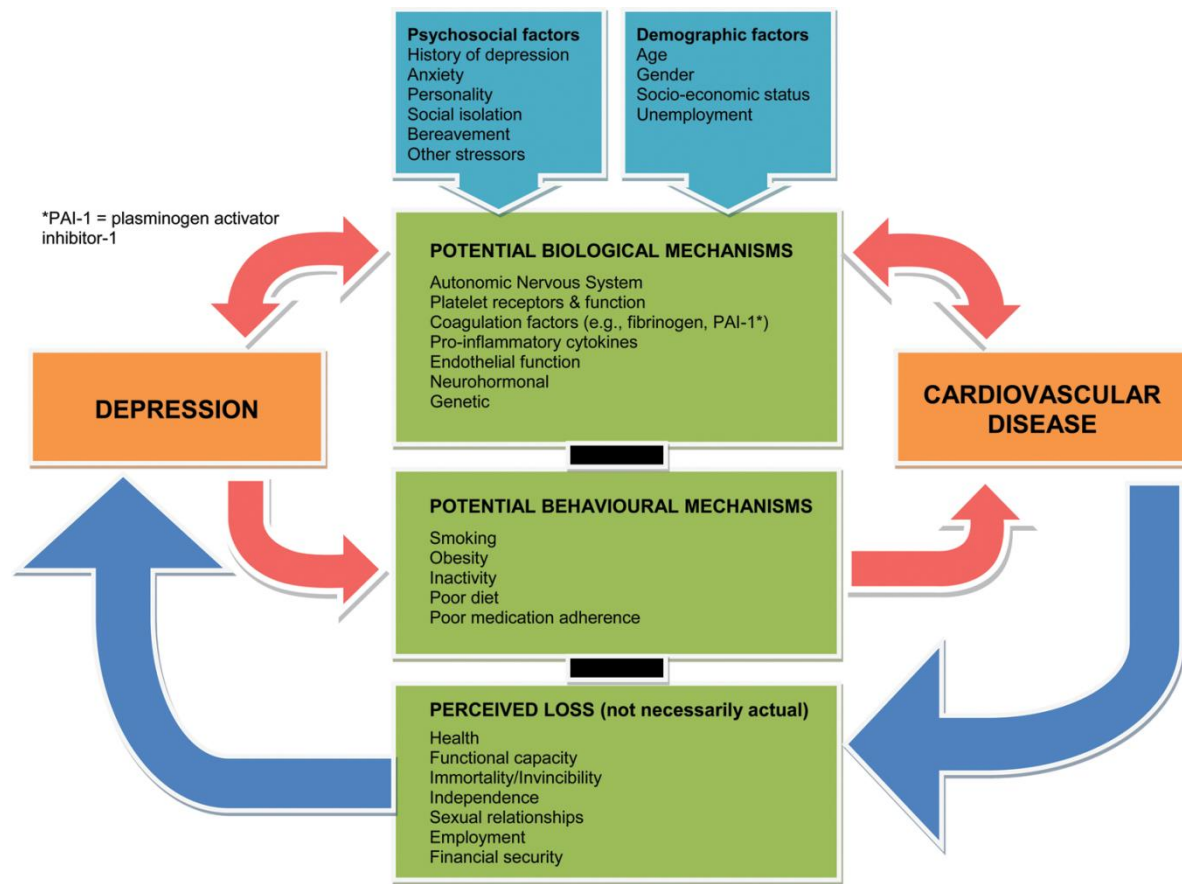 Psychosocial factors
History of depression
Anxiety
Personality
Social isolation
Bereavement
Other stressors
Demographic factors
Age
Gender
Socio-economic status
Unemployment
*PAI-1 = plasminogen activator
inhibitor-1
POTENTIAL BIOLOGICAL MECHANISMS
Autonomic Nervous System
Platelet receptors & function
Coagulation factors (e.g., fibrinogen, PAI-1*)
Pro-inflammatory cytokines
Endothelial function
Neurohormonal
Genetic
DEPRESSION
CARDIOVASCULAR
DISEASE
POTENTIAL BEHAVIOURAL MECHANISMS
Smoking
Obesity
Inactivity
Poor diet
Poor medication adherence
PERCEIVED LOSS (not necessarily actual)
Health
Functional capacity
Immortality/Invincibility
Independence
Sexual relationships
Employment
Financial security